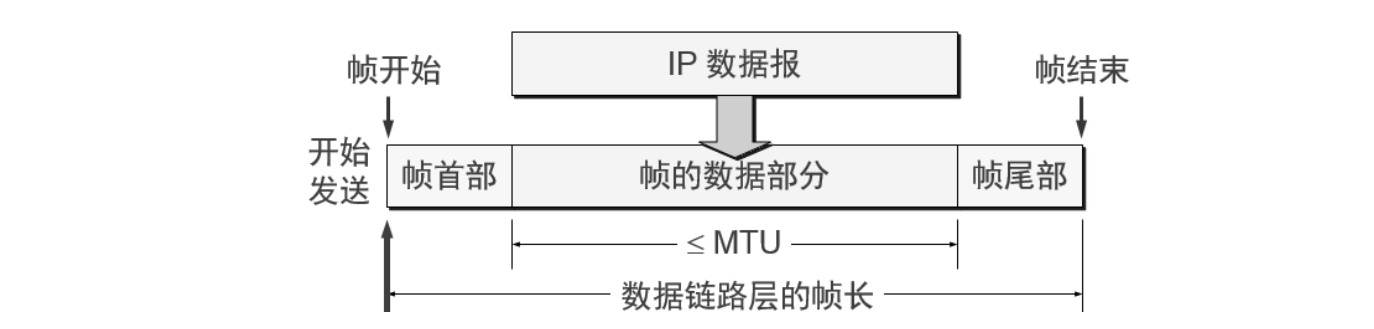 IP 数据报
帧开始
帧结束
开始
发送
帧首部
帧的数据部分
帧尾部
≤ MTU
数据链路层的帧长